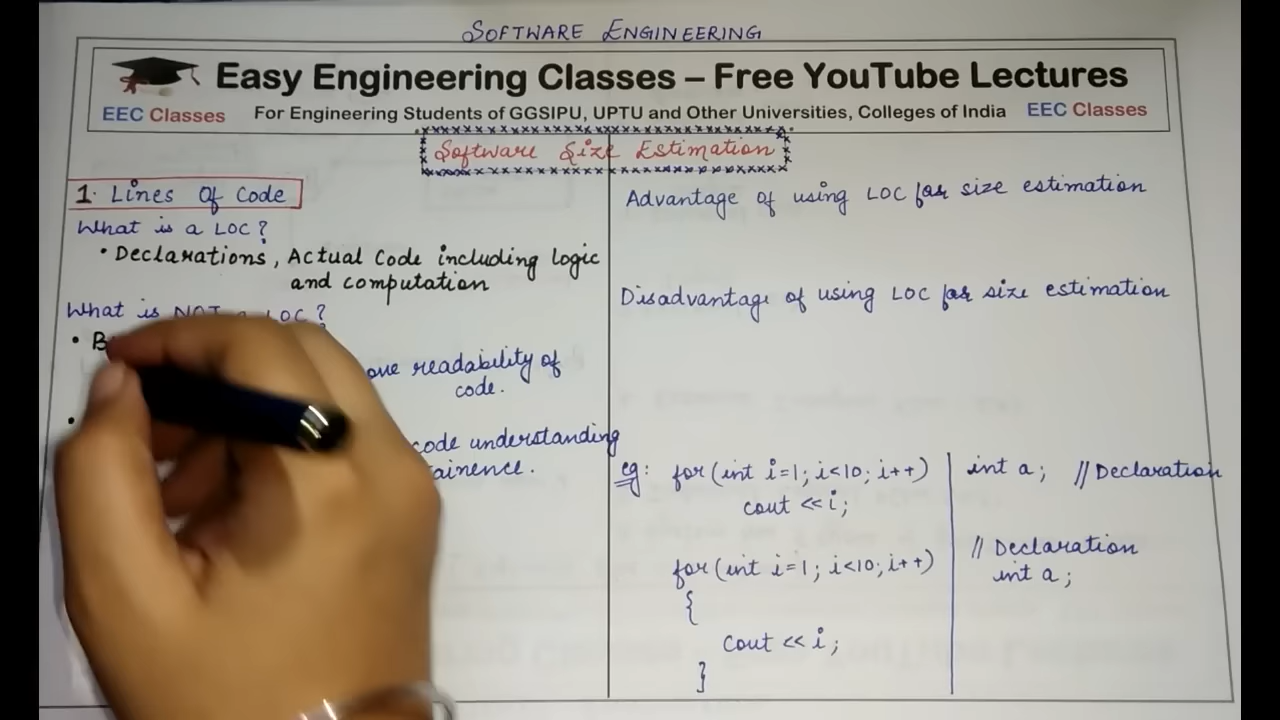 SOFTWARE ENGINEERING
Easy Engineering Classes – Free YouTube Lectures
EEC Classes For Engineering Students of GGSIPU, UPTU and Other Universities, Colleges of India EEC Classes
Software Size Estimation
1. Lines Of Code
What is a LOC?
• Declarations, Actual Code including logic
and computation
What is NOT a LOC?
•
readability of
code.
•
code understanding
Advantage of using LOC for size estimation
Disadvantage of using LOC for size estimation
eg: for(int i=1; i<10; i++)
cout << i;
for(int i=1; i<10; i++)
{
cout << i;
}
int a; // Declaration
// Declaration
int a;